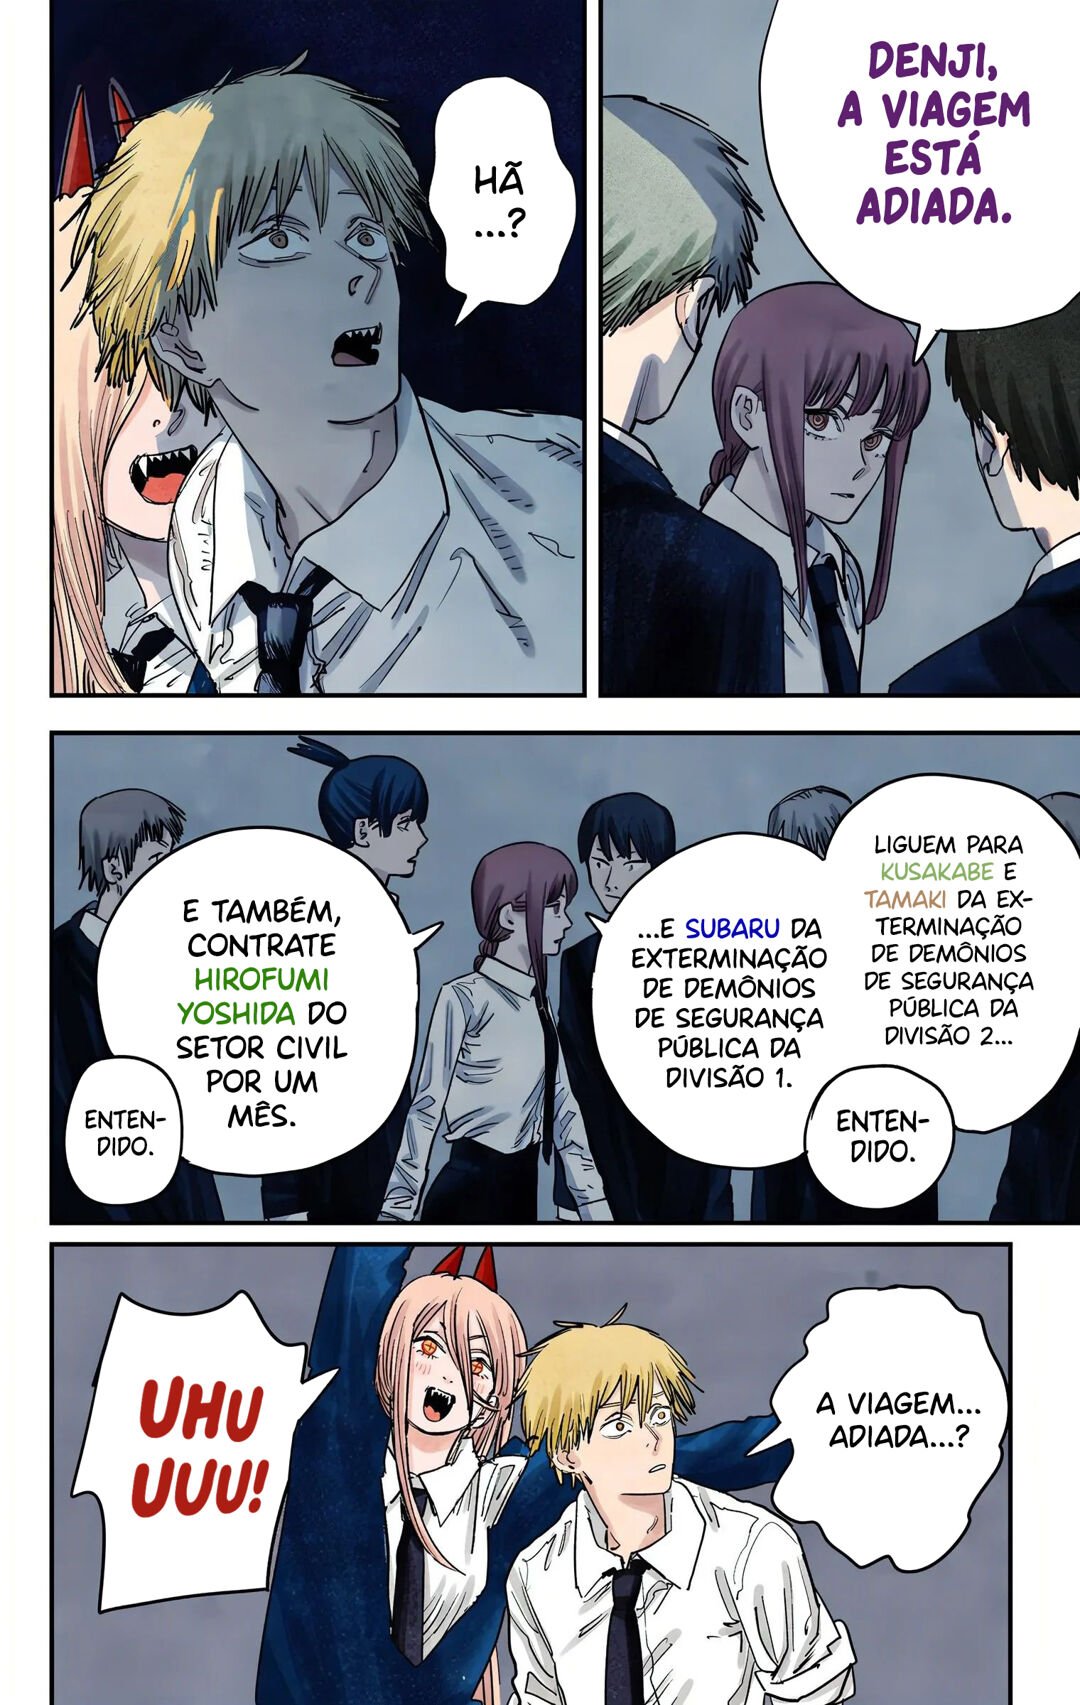 DENJI,
A VIAGEM
ESTÁ
ADIADA.
HÃ
...?
LIGUEM PARA
KUSAKABE E
TAMAKI DA EX-
TERMINAÇÃO
DE DEMÔNIOS
DE SEGURANÇA
PÚBLICA DA
DIVISÃO 2...
ENTEN-
DIDO.
...E SUBARU DA
EXTERMINAÇÃO
DE DEMÔNIOS
DE SEGURANÇA
PÚBLICA DA
DIVISÃO 1.
E TAMBÉM,
CONTRATE
HIROFUMI
YOSHIDA DO
SETOR CIVIL
POR UM
MÊS.
ENTEN-
DIDO.
A VIAGEM...
ADIADA...?
UHU
UUU!